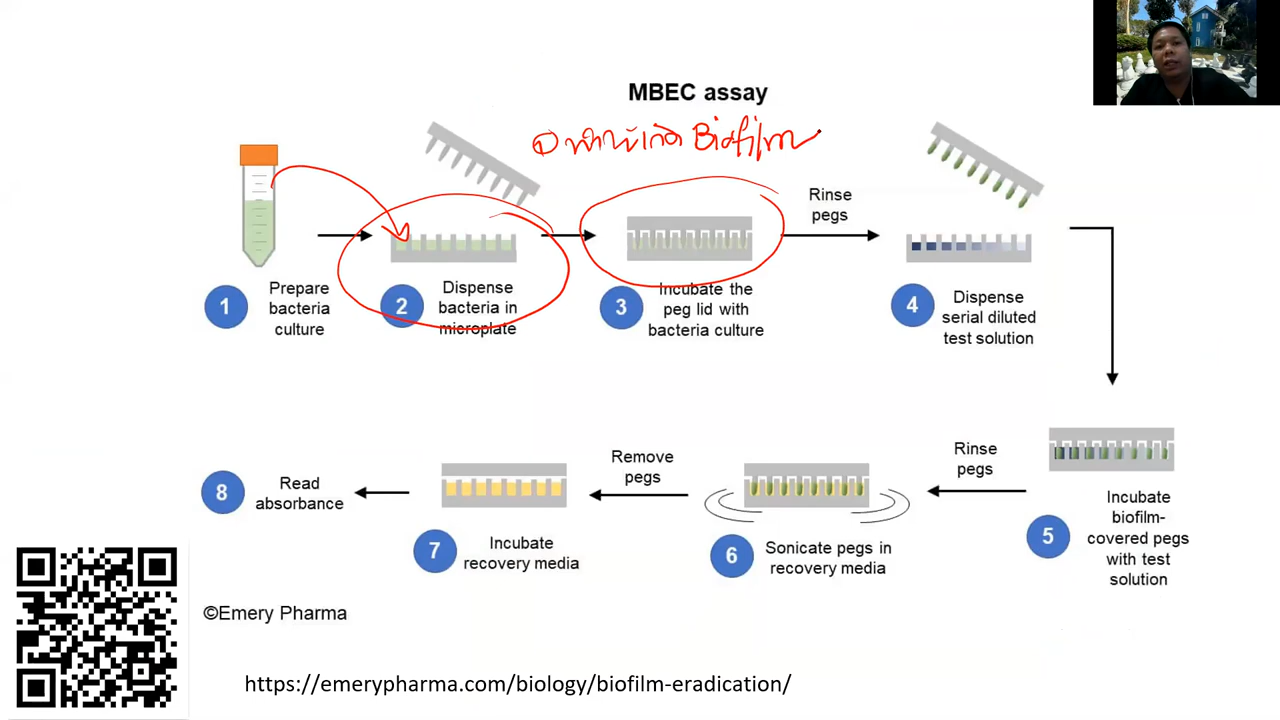 MBEC assay
① ทำให้เกิด Biofilm
Rinse
pegs
1
Prepare
bacteria
culture
2
Dispense
bacteria in
microplate
3
Incubate the
peg lid with
bacteria culture
4
Dispense
serial diluted
test solution
8
Read
absorbance
Remove
pegs
Rinse
pegs
7
Incubate
recovery media
6
Sonicate pegs in
recovery media
5
Incubate
biofilm-
covered pegs
with test
solution
©Emery Pharma
https://emerypharma.com/biology/biofilm-eradication/